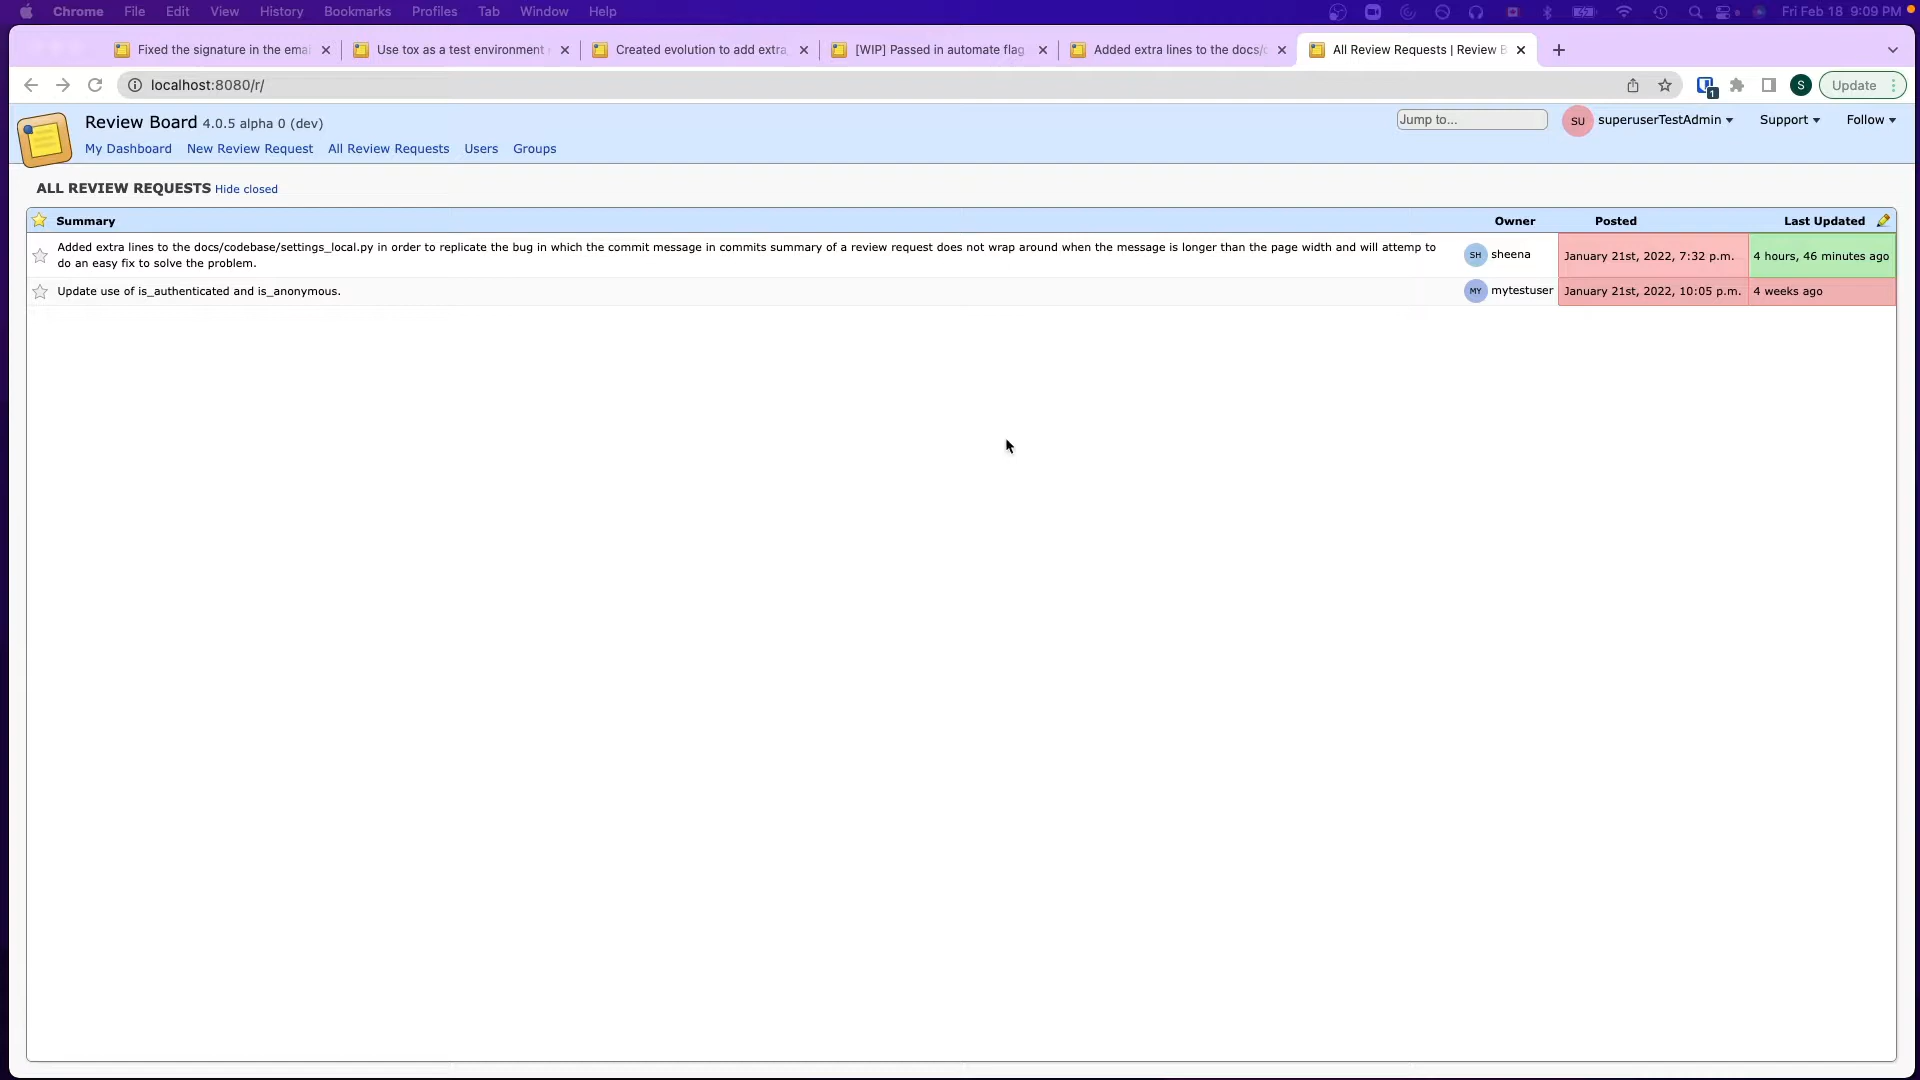 Chrome File Edit View History Bookmarks Profiles Tab Window Help Fri Feb 18 9:09 PM
Fixed the signature in the emai Use tox as a test environment Created evolution to add extra [WIP] Passed in automate flag Added extra lines to the docs/c All Review Requests | Review B
localhost:8080/r/ 1 S Update
Review Board 4.0.5 alpha 0 (dev) Jump to... SU superuserTestAdmin Support Follow
My Dashboard New Review Request All Review Requests Users Groups
ALL REVIEW REQUESTS Hide closed
Summary Owner Posted Last Updated
Added extra lines to the docs/codebase/settings_local.py in order to replicate the bug in which the commit message in commits summary of a review request does not wrap around when the message is longer than the page width and will attemp to
do an easy fix to solve the problem.
SH sheena January 21st, 2022, 7:32 p.m. 4 hours, 46 minutes ago
Update use of is_authenticated and is_anonymous. MY mytestuser January 21st, 2022, 10:05 p.m. 4 weeks ago